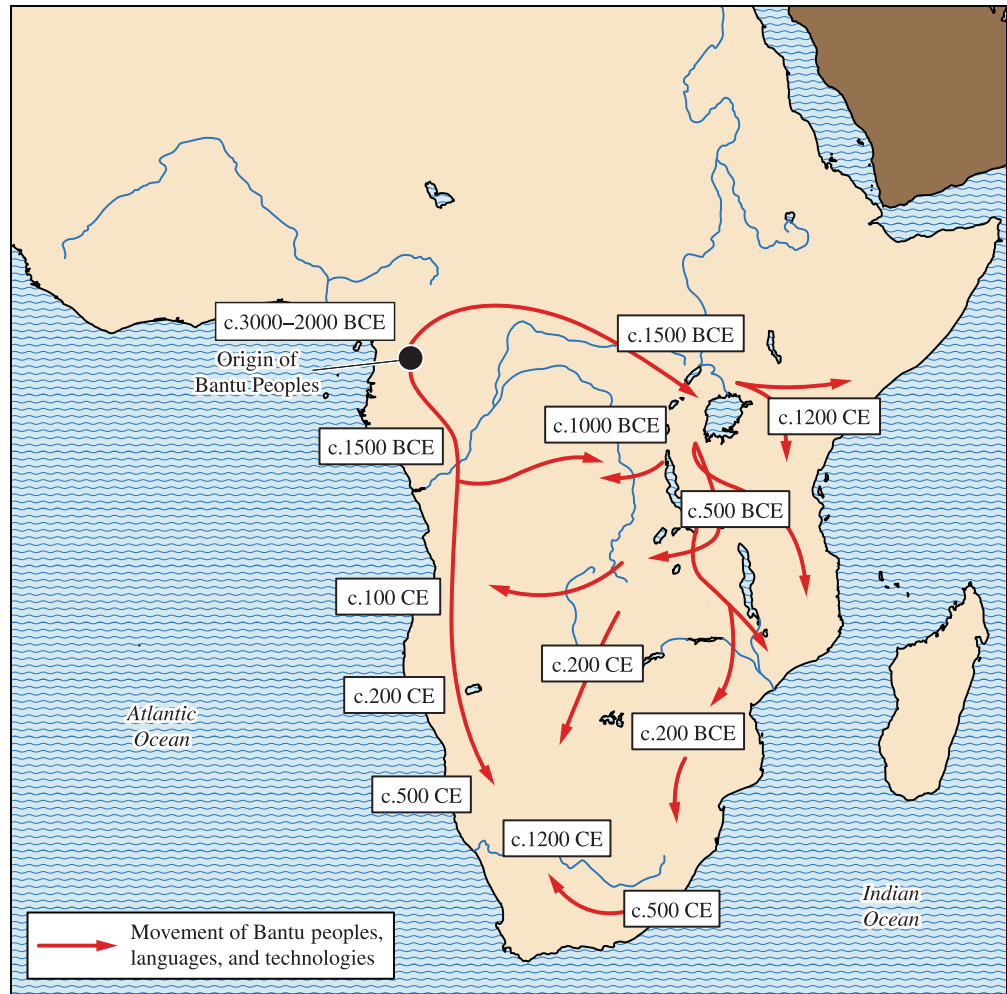 c.3000–2000 BCE
Origin of
Bantu Peoples
c.1500 BCE
c.1500 BCE
c.1000 BCE
c.1200 CE
c.500 BCE
c.100 CE
c.200 CE
c.200 CE
c.200 BCE
Atlantic
Ocean
c.500 CE
c.1200 CE
c.500 CE
Indian
Ocean
Movement of Bantu peoples,
languages, and technologies